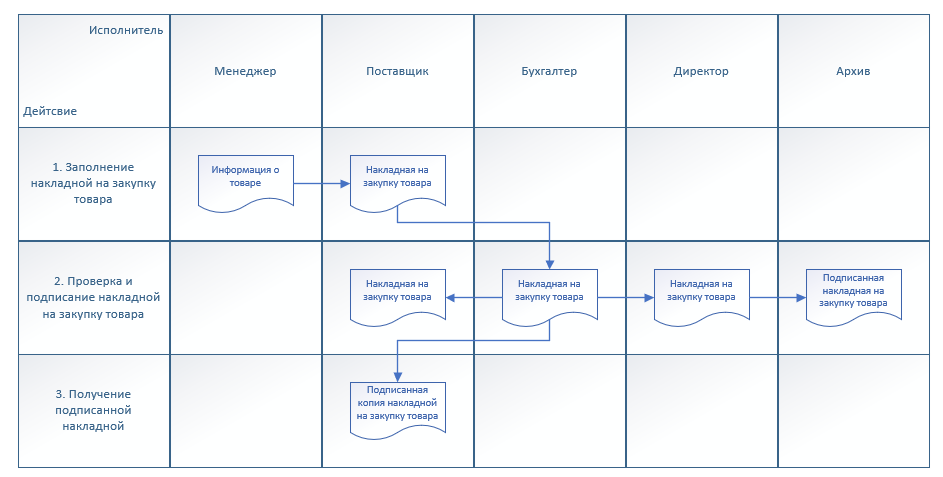 Исполнитель
Дейтсвие
Менеджер
Поставщик
Бухгалтер
Директор
Архив
1. Заполнение
накладной на закупку
товара
Информация о
товаре
Накладная на
закупку товара
2. Проверка и
подписание накладной
на закупку товара
Накладная на
закупку товара
Накладная на
закупку товара
Накладная на
закупку товара
Подписанная
накладная на
закупку товара
3. Получение
подписанной
накладной
Подписанная
копия накладной
на закупку товара